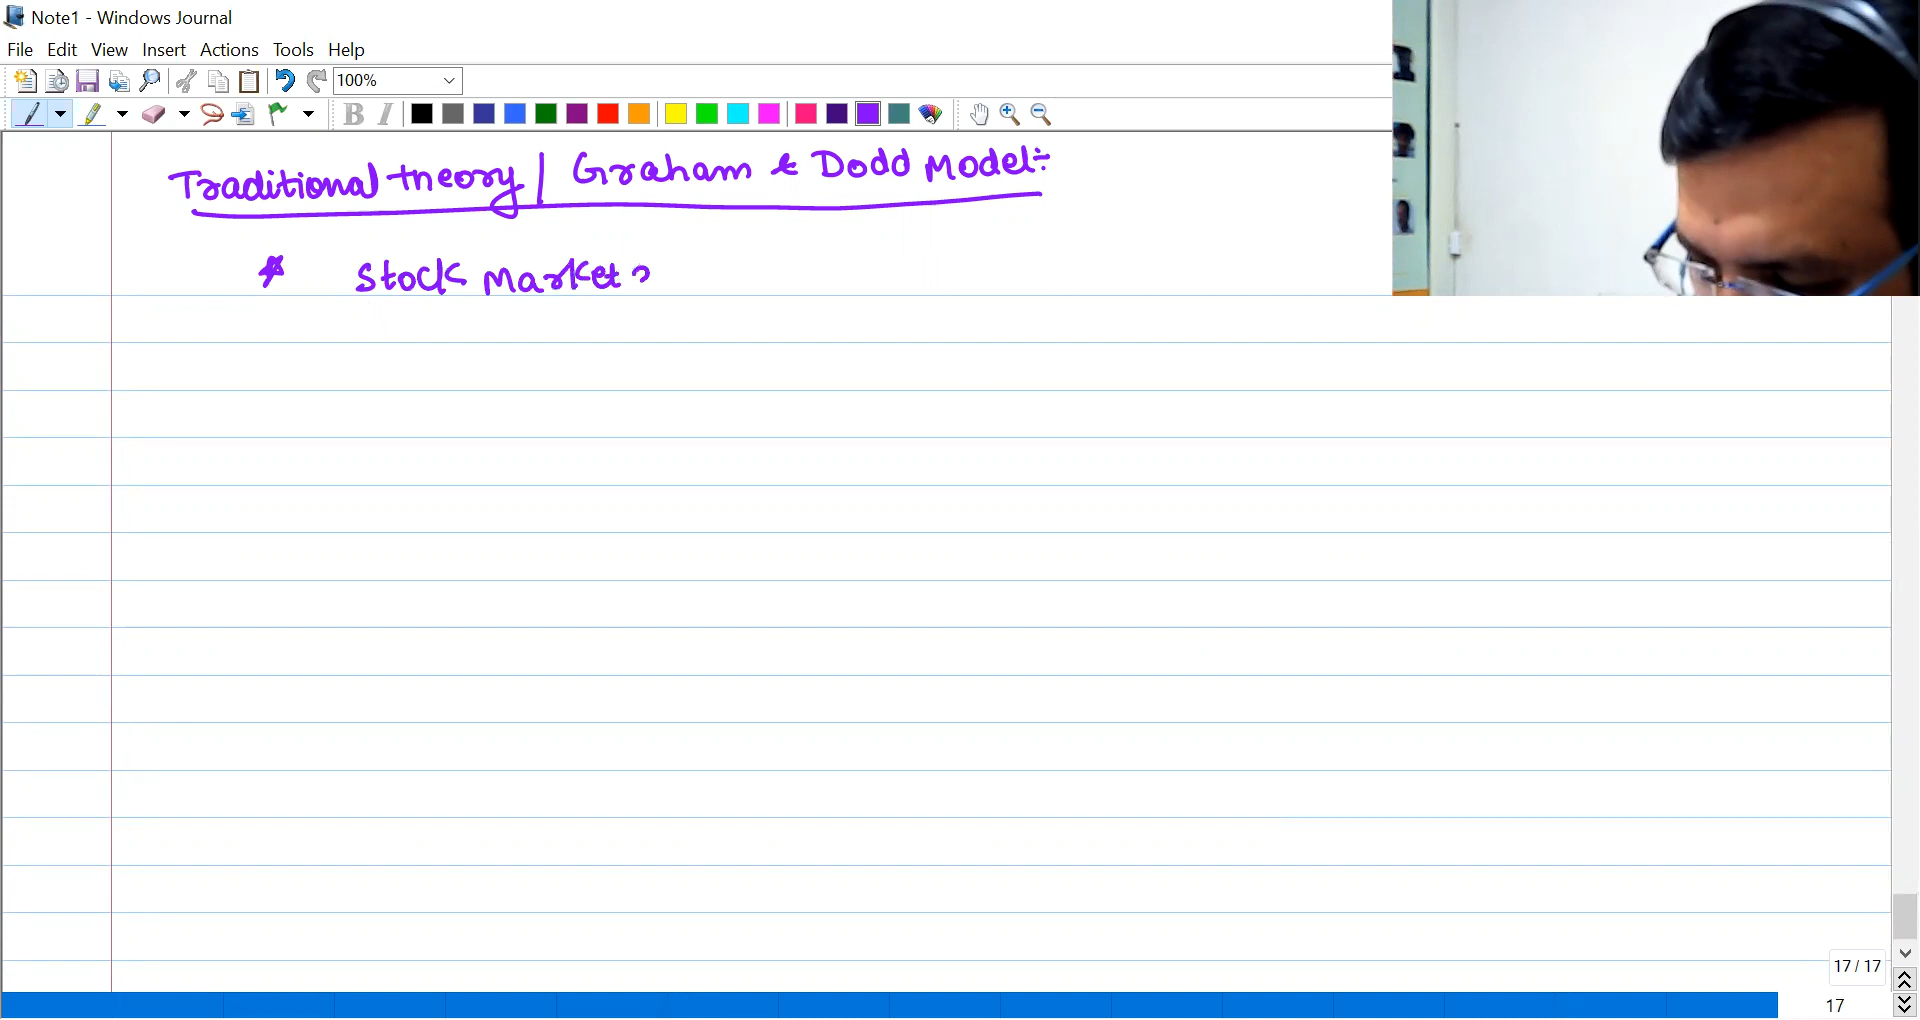 Note1 - Windows Journal
File Edit View Insert Actions Tools Help
100%
B I
Traditional theory | Graham & Dodd Model:-
* Stock Market
17 / 17
17